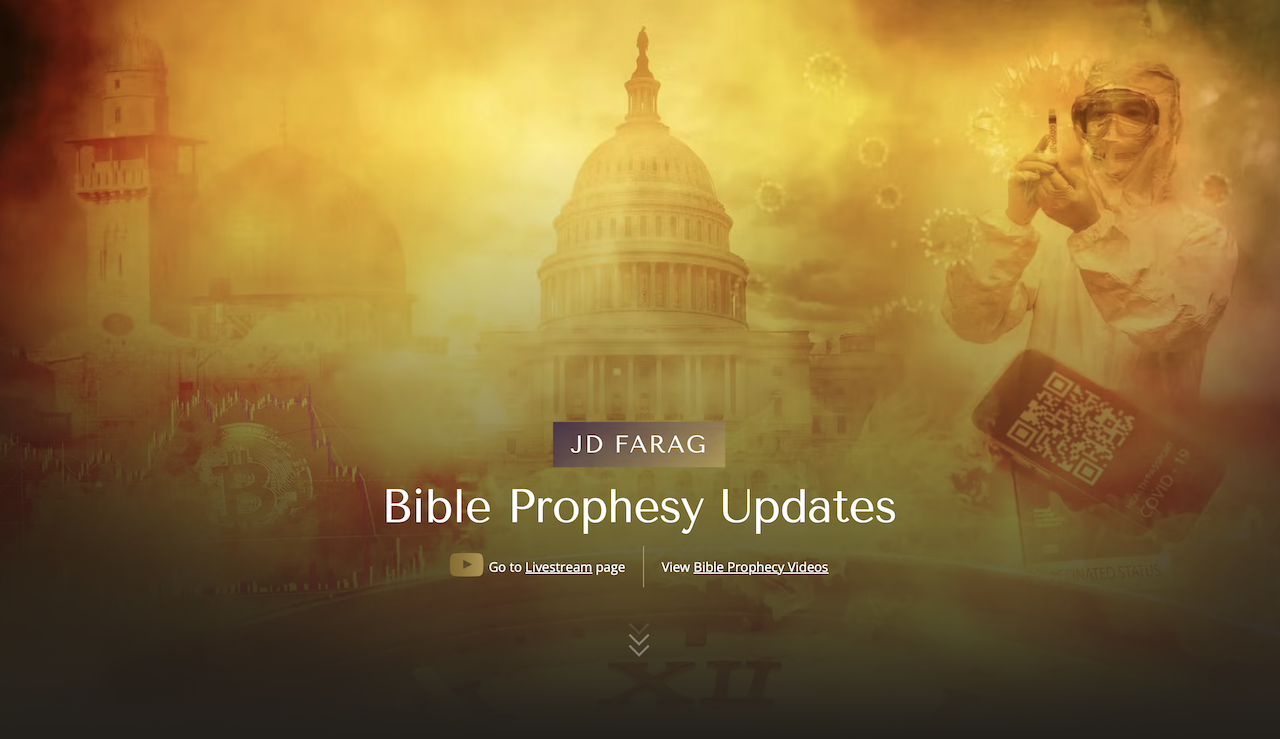 JD FARAG
Bible Prophesy Updates
Go to Livestream page
View Bible Prophecy Videos
COVID - 19
XII